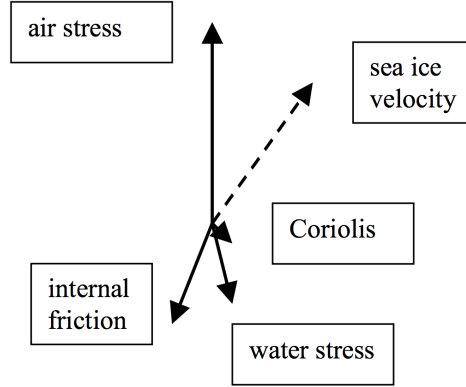 air stress
sea ice
velocity
Coriolis
internal
friction
water stress